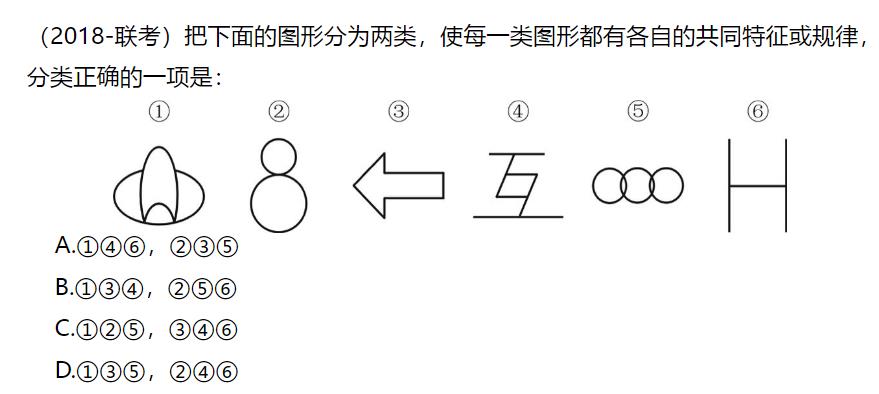 （2018-联考）把下面的图形分为两类，使每一类图形都有各自的共同特征或规律，
分类正确的一项是：
① ② ③ ④ ⑤ ⑥
A.①④⑥，②③⑤
B.①③④，②⑤⑥
C.①②⑤，③④⑥
D.①③⑤，②④⑥